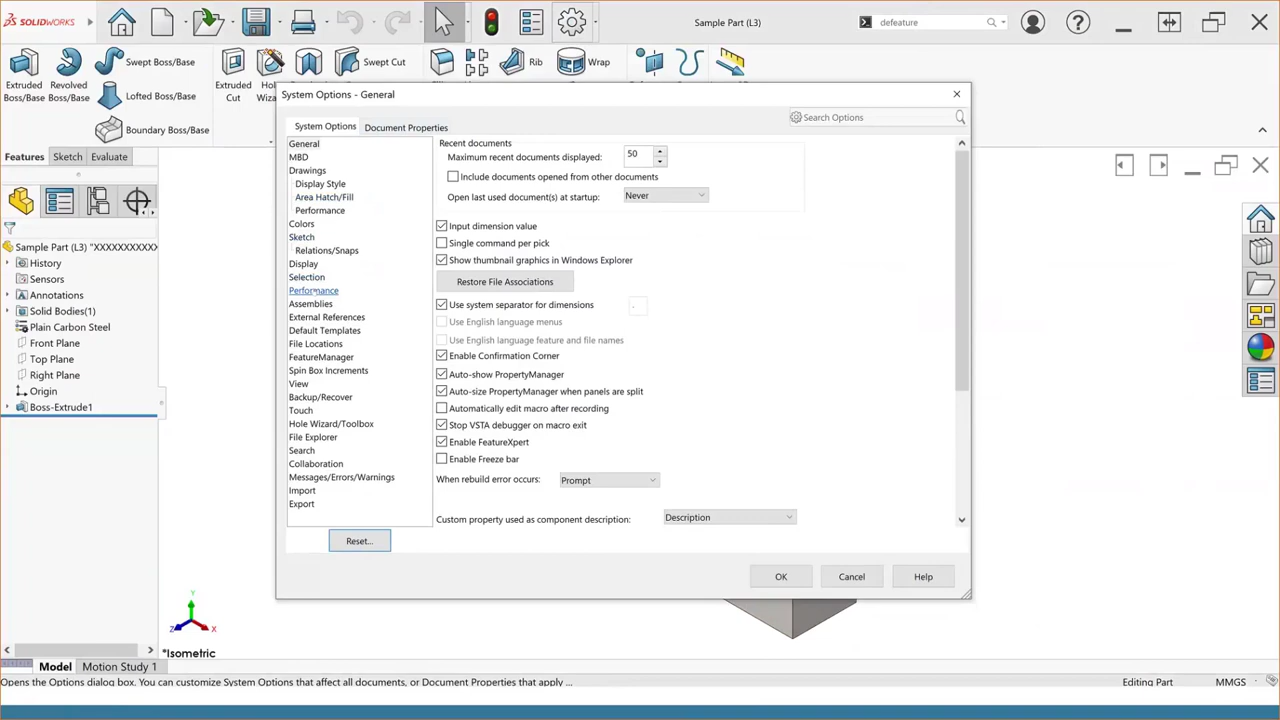 SOLIDWORKS
Sample Part (L3)
defeature
Extruded Boss/Base
Revolved Boss/Base
Swept Boss/Base
Lofted Boss/Base
Boundary Boss/Base
Extruded Cut
Swept Cut
Rib
Wrap
Features
Sketch
Evaluate
Sample Part (L3) "XXXXXXXXXX
History
Sensors
Annotations
Solid Bodies(1)
Plain Carbon Steel
Front Plane
Top Plane
Right Plane
Origin
Boss-Extrude1
System Options - General
System Options
Document Properties
Search Options
General
MBD
Drawings
Display Style
Area Hatch/Fill
Performance
Colors
Sketch
Relations/Snaps
Display
Selection
Performance
Assemblies
External References
Default Templates
File Locations
FeatureManager
Spin Box Increments
View
Backup/Recover
Touch
Hole Wizard/Toolbox
File Explorer
Search
Collaboration
Messages/Errors/Warnings
Import
Export
Reset...
Recent documents
Maximum recent documents displayed: 50
Include documents opened from other documents
Open last used document(s) at startup: Never
Input dimension value
Single command per pick
Show thumbnail graphics in Windows Explorer
Restore File Associations
Use system separator for dimensions .
Use English language menus
Use English language feature and file names
Enable Confirmation Corner
Auto-show PropertyManager
Auto-size PropertyManager when panels are split
Automatically edit macro after recording
Stop VSTA debugger on macro exit
Enable FeatureXpert
Enable Freeze bar
When rebuild error occurs: Prompt
Custom property used as component description: Description
OK
Cancel
Help
Y
Z
X
*Isometric
Model
Motion Study 1
Opens the Options dialog box. You can customize System Options that affect all documents, or Document Properties that apply ...
Editing Part
MMGS